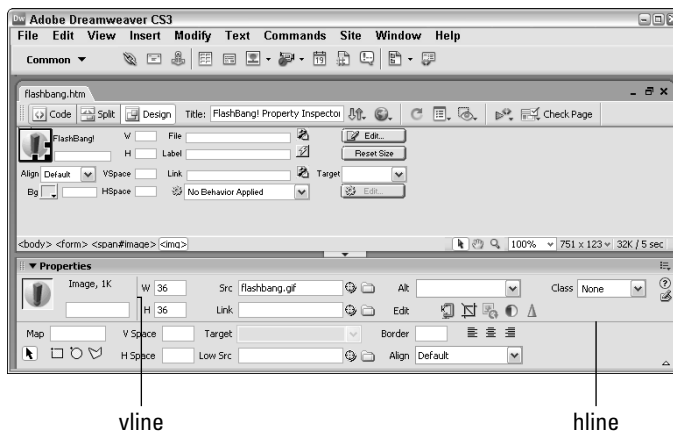 Dw Adobe Dreamweaver CS3
File Edit View Insert Modify Text Commands Site Window Help
Common
19
flashbang.htm
Code Split Design Title: FlashBang! Property Inspector Check Page
FlashBang! V File Edit...
H Label Reset Size
Align Default VSpace Link Target
Bg HSpace No Behavior Applied Edit...
<body> <form> <span#image> <img> 100% 751 x 123 32K / 5 sec
Properties
Image, 1K W 36 Src flashbang.gif Alt Class None
H 36 Link Edit
Map V Space Target Border
H Space Low Src Align Default
vline hline